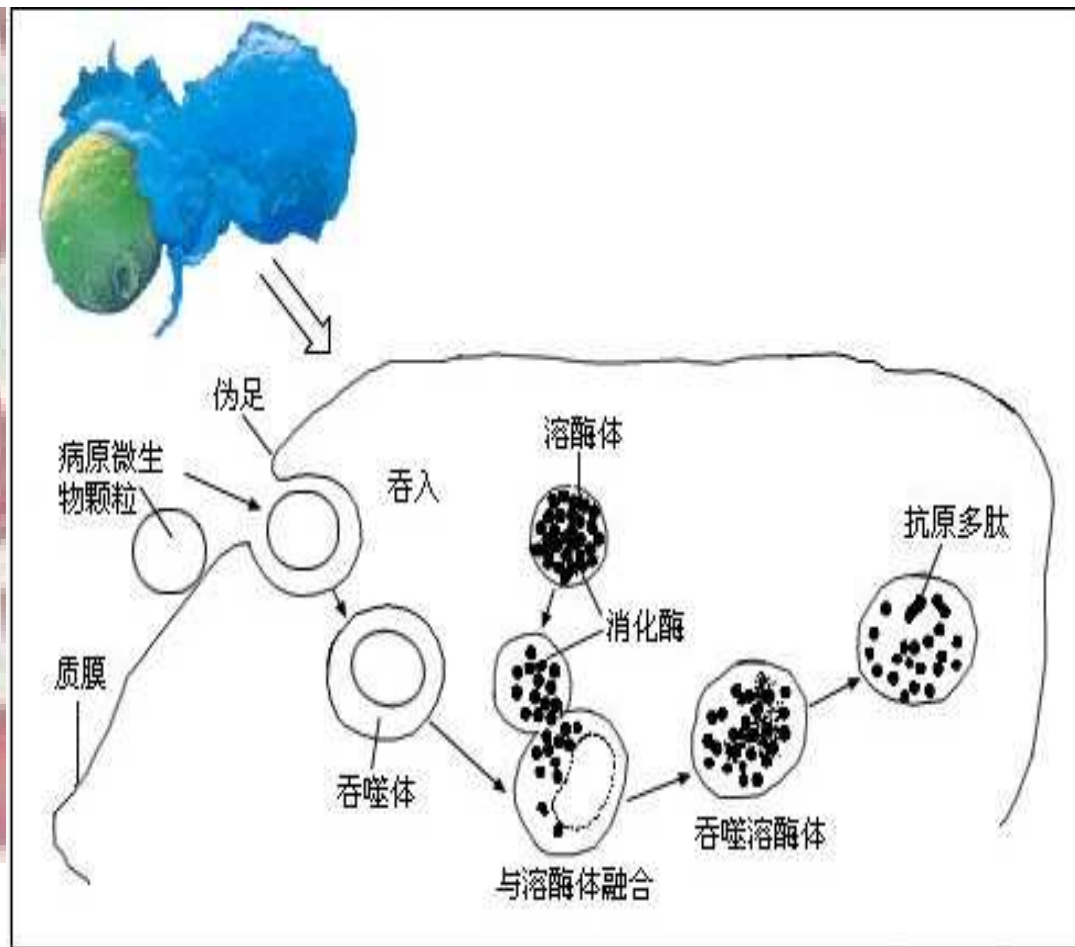 伪足
病原微生
物颗粒
吞入
溶酶体
抗原多肽
消化酶
质膜
吞噬体
吞噬溶酶体
与溶酶体融合